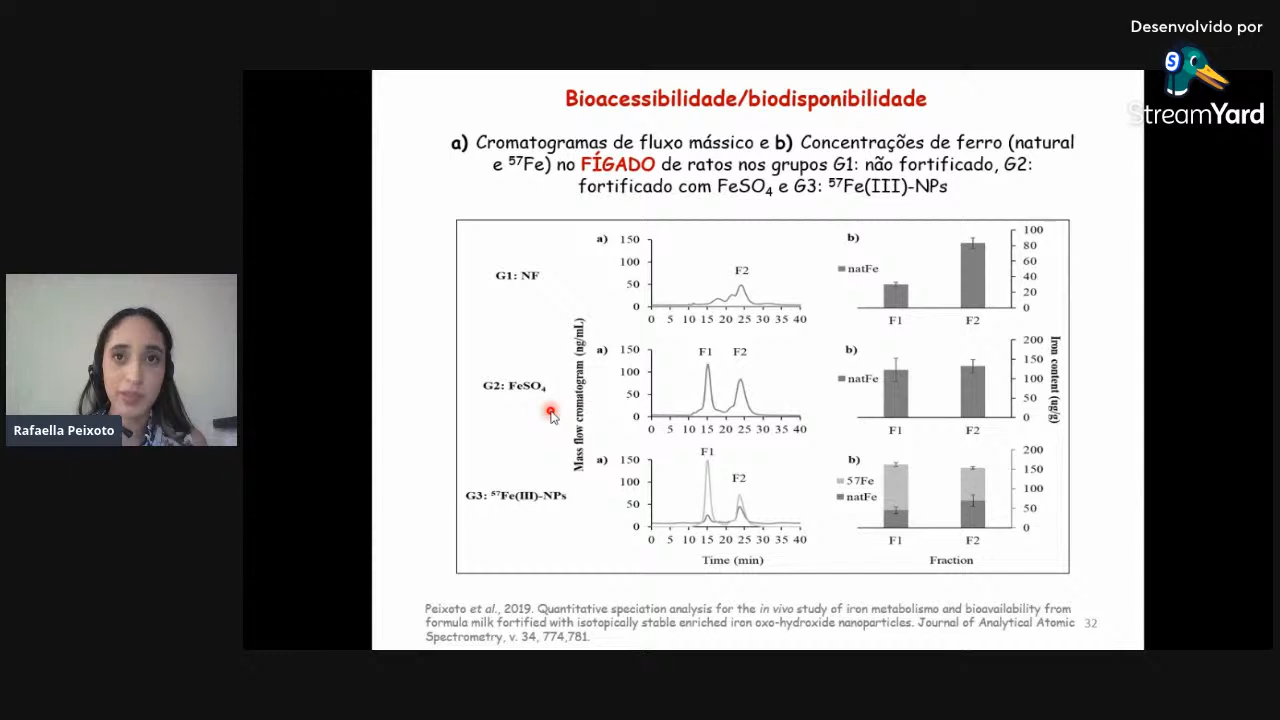 Desenvolvido por
StreamYard
Bioacessibilidade/biodisponibilidade
a) Cromatogramas de fluxo mássico e b) Concentrações de ferro (natural
e ⁵⁷Fe) no FÍGADO de ratos nos grupos G1: não fortificado, G2:
fortificado com FeSO₄ e G3: ⁵⁷Fe(III)-NPs
G1: NF
a)
150
100
50
0
F2
0 5 10 15 20 25 30 35 40
b)
natFe
100
80
60
40
20
0
F1 F2
G2: FeSO₄
a)
150
100
50
0
F1 F2
0 5 10 15 20 25 30 35 40
b)
natFe
200
150
100
50
0
F1 F2
G3: ⁵⁷Fe(III)-NPs
a)
150
100
50
0
F1
F2
0 5 10 15 20 25 30 35 40
Time (min)
b)
57Fe
natFe
200
150
100
50
0
F1 F2
Fraction
Mass flow cromatogram (ng/mL)
Iron content (ug/g)
Peixoto et al., 2019. Quantitative speciation analysis for the in vivo study of iron metabolismo and bioavailability from
formula milk fortified with isotopically stable enriched iron oxo-hydroxide nanoparticles. Journal of Analytical Atomic
Spectrometry, v. 34, 774,781.
32
Rafaella Peixoto